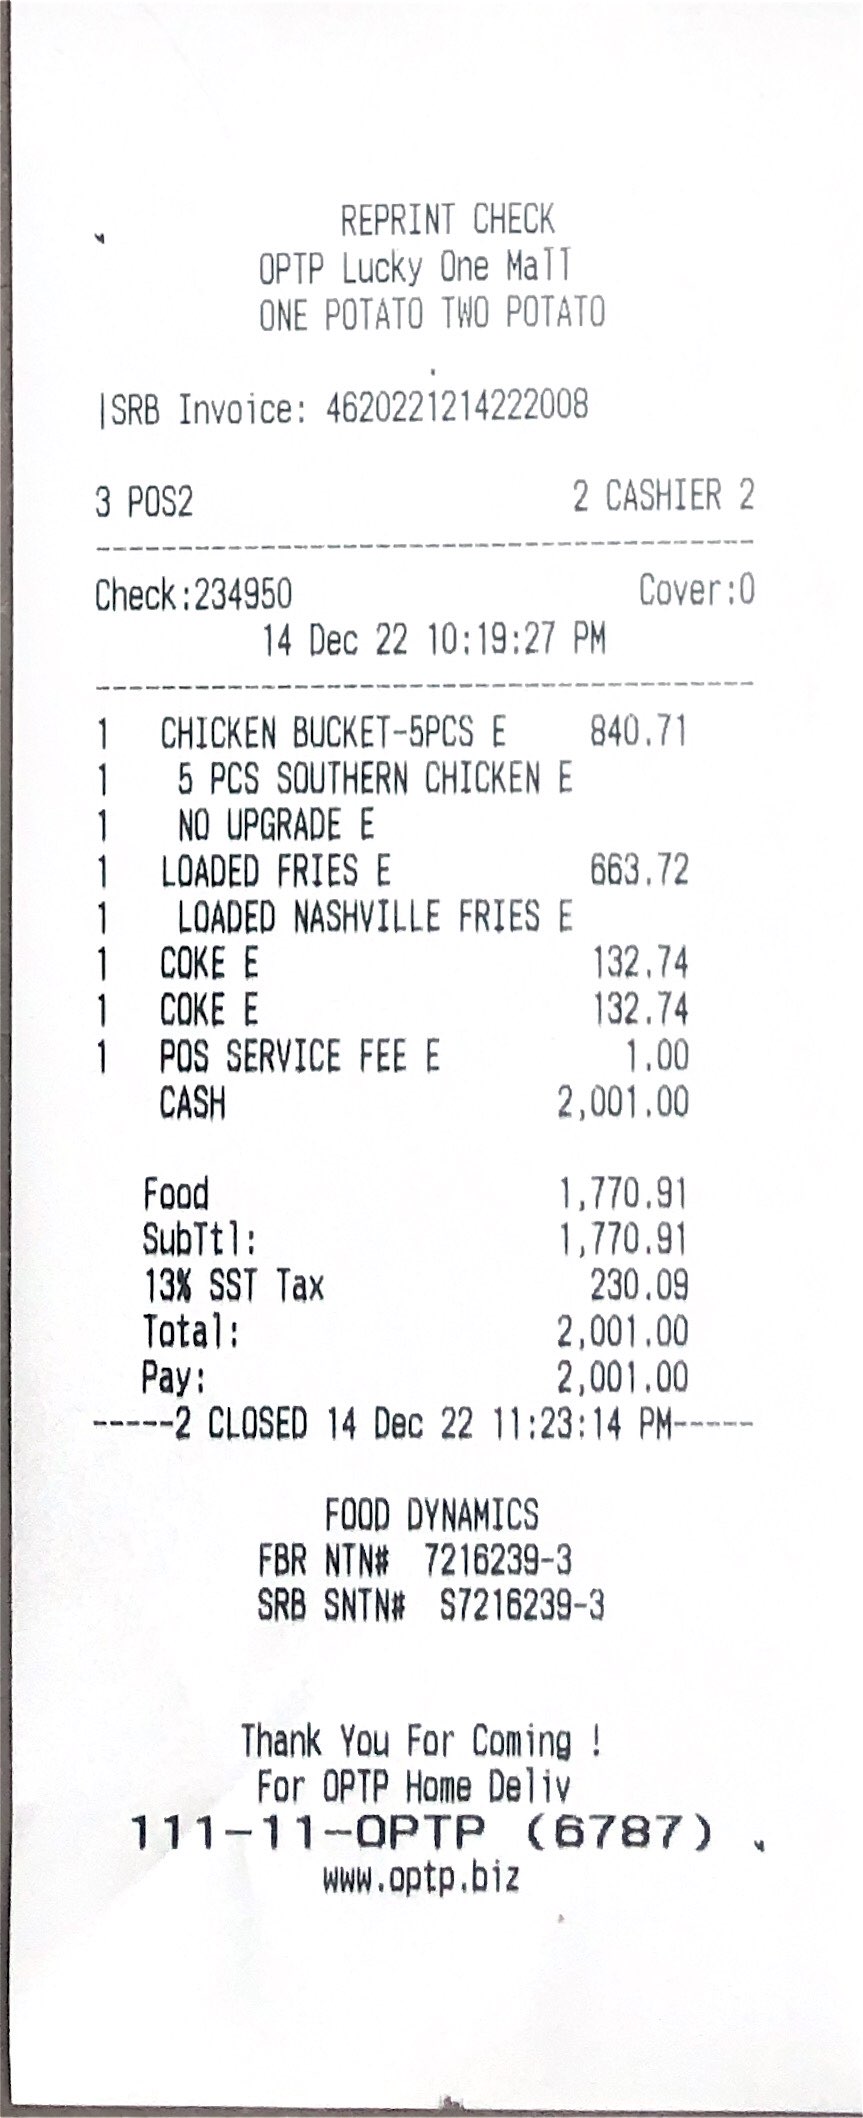 REPRINT CHECK
OPTP Lucky One Mall
ONE POTATO TWO POTATO
|SRB Invoice: 4620221214222008
3 POS2 2 CASHIER 2
------------------------------------
Check:234950 Cover:0
14 Dec 22 10:19:27 PM
------------------------------------
1 CHICKEN BUCKET-5PCS E 840.71
1 5 PCS SOUTHERN CHICKEN E
1 NO UPGRADE E
1 LOADED FRIES E 663.72
1 LOADED NASHVILLE FRIES E
1 COKE E 132.74
1 COKE E 132.74
1 POS SERVICE FEE E 1.00
CASH 2,001.00
Food 1,770.91
SubTtl: 1,770.91
13% SST Tax 230.09
Total: 2,001.00
Pay: 2,001.00
-----2 CLOSED 14 Dec 22 11:23:14 PM-----
FOOD DYNAMICS
FBR NTN# 7216239-3
SRB SNTN# S7216239-3
Thank You For Coming !
For OPTP Home Deliv
111-11-OPTP (6787)
www.optp.biz